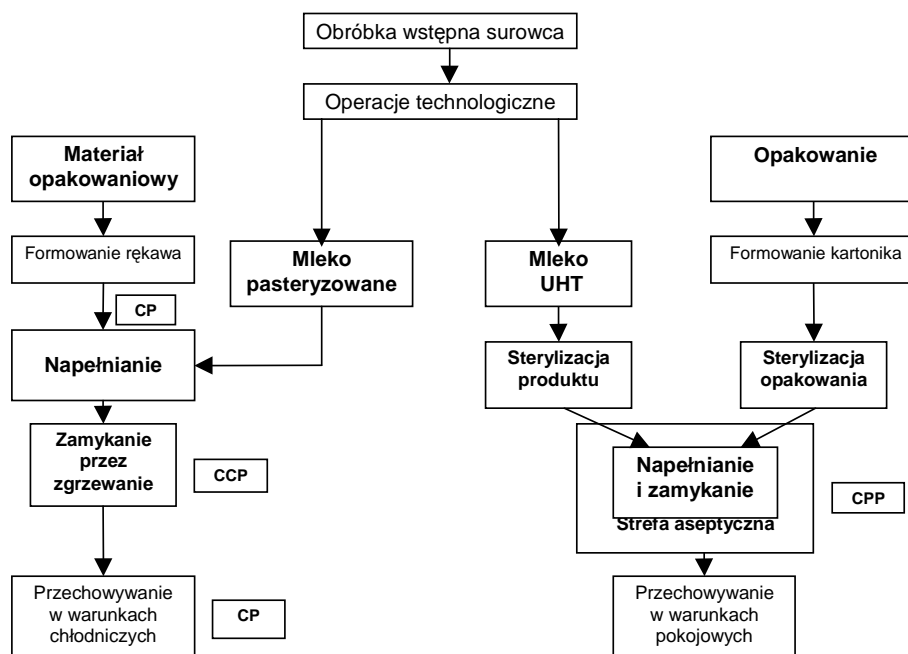 Obróbka wstępna surowca
Operacje technologiczne
Materiał
opakowaniowy
Opakowanie
Formowanie rękawa
Mleko
pasteryzowane
Mleko
UHT
Formowanie kartonika
CP
Napełnianie
Sterylizacja
produktu
Sterylizacja
opakowania
Zamykanie
przez
zgrzewanie
CCP
Napełnianie
i zamykanie
Strefa aseptyczna
CPP
Przechowywanie
w warunkach
chłodniczych
CP
Przechowywanie
w warunkach
pokojowych